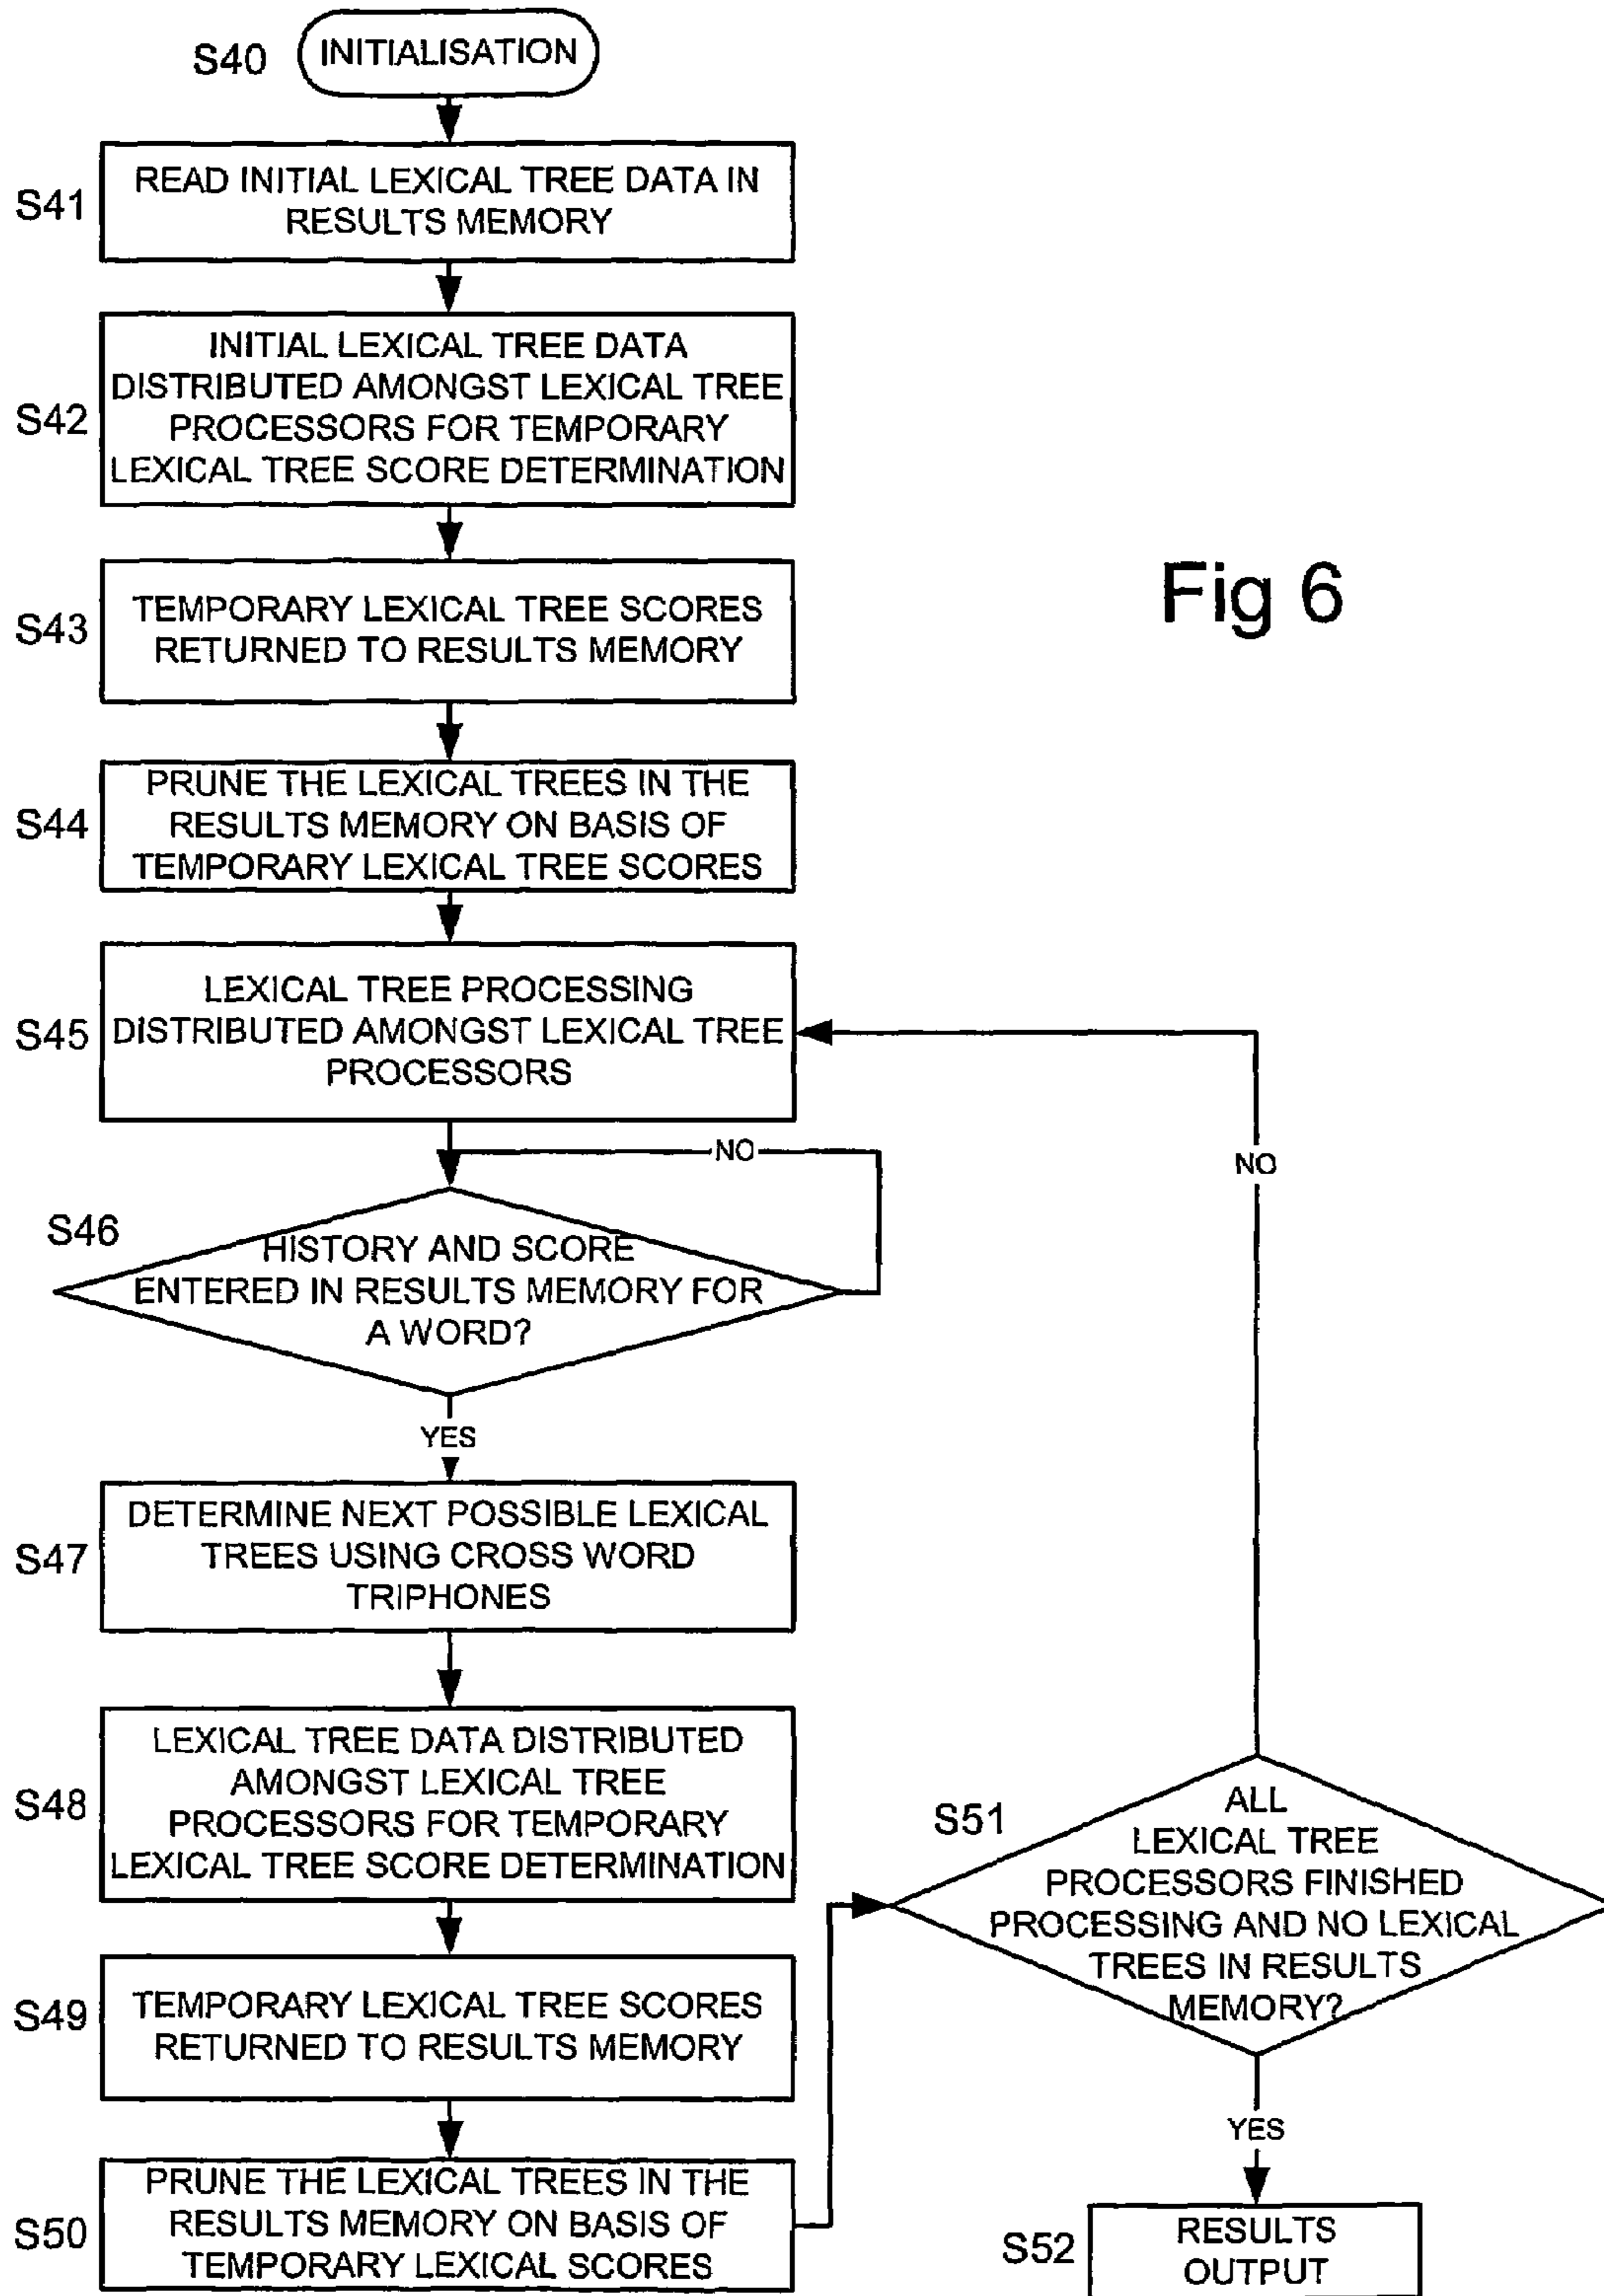 S40
INITIALISATION
S41
READ INITIAL LEXICAL TREE DATA IN
RESULTS MEMORY
S42
INITIAL LEXICAL TREE DATA
DISTRIBUTED AMONGST LEXICAL TREE
PROCESSORS FOR TEMPORARY
LEXICAL TREE SCORE DETERMINATION
Fig 6
S43
TEMPORARY LEXICAL TREE SCORES
RETURNED TO RESULTS MEMORY
S44
PRUNE THE LEXICAL TREES IN THE
RESULTS MEMORY ON BASIS OF
TEMPORARY LEXICAL TREE SCORES
S45
LEXICAL TREE PROCESSING
DISTRIBUTED AMONGST LEXICAL TREE
PROCESSORS
NO
NO
S46
HISTORY AND SCORE
ENTERED IN RESULTS MEMORY FOR
A WORD?
YES
S47
DETERMINE NEXT POSSIBLE LEXICAL
TREES USING CROSS WORD
TRIPHONES
S48
LEXICAL TREE DATA DISTRIBUTED
AMONGST LEXICAL TREE
PROCESSORS FOR TEMPORARY
LEXICAL TREE SCORE DETERMINATION
S49
TEMPORARY LEXICAL TREE SCORES
RETURNED TO RESULTS MEMORY
S50
PRUNE THE LEXICAL TREES IN THE
RESULTS MEMORY ON BASIS OF
TEMPORARY LEXICAL SCORES
S51
ALL
LEXICAL TREE
PROCESSORS FINISHED
PROCESSING AND NO LEXICAL
TREES IN RESULTS
MEMORY?
YES
S52
RESULTS
OUTPUT